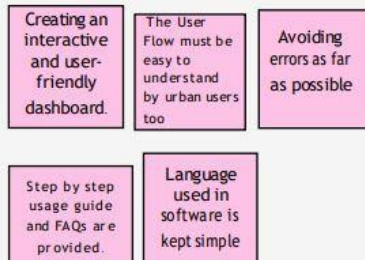 Creating an
interactive
and user-
friendly
dashboard.
The User
Flow must be
easy to
understand
by urban users
too
Avoiding
errors as far
as possible
Step by step
usage guide
and FAQs are
provided.
Language
used in
software is
kept simple